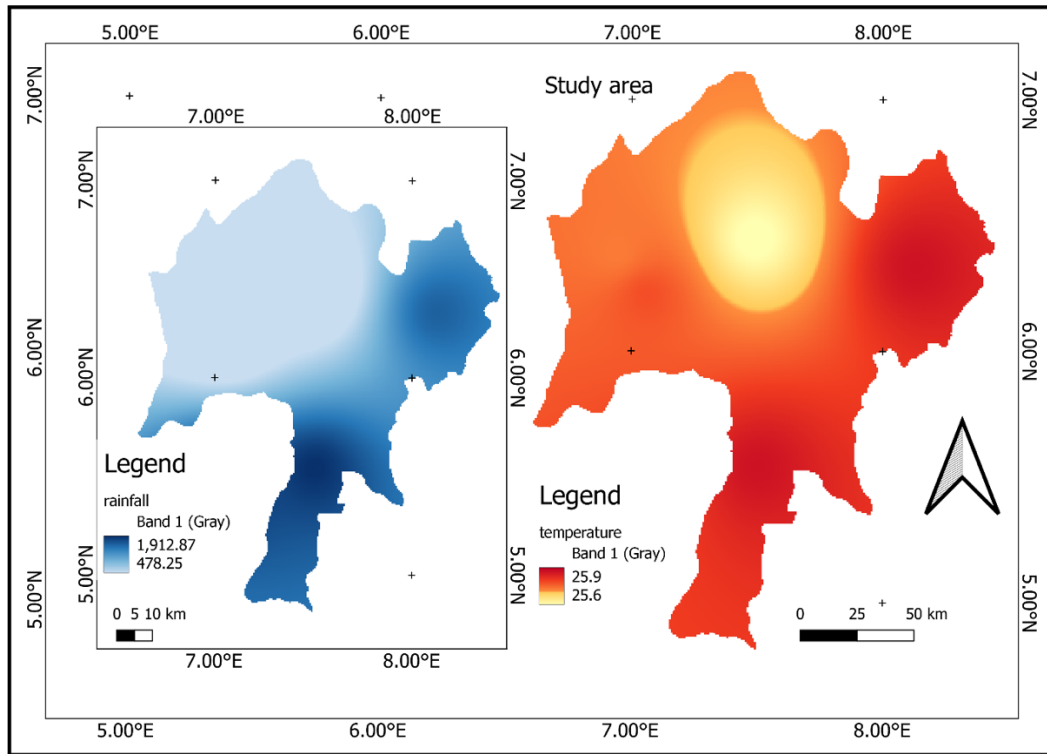 5.00°E 6.00°E 7.00°E 8.00°E
7.00°N
6.00°N
5.00°N
Study area
7.00°E 8.00°E
7.00°N
6.00°N
5.00°N
7.00°N
6.00°N
5.00°N
Legend
rainfall
Band 1 (Gray)
1,912.87
478.25
0 5 10 km
7.00°E 8.00°E
Legend
temperature
Band 1 (Gray)
25.9
25.6
0 25 50 km
7.00°N
6.00°N
5.00°N
5.00°E 6.00°E 7.00°E 8.00°E